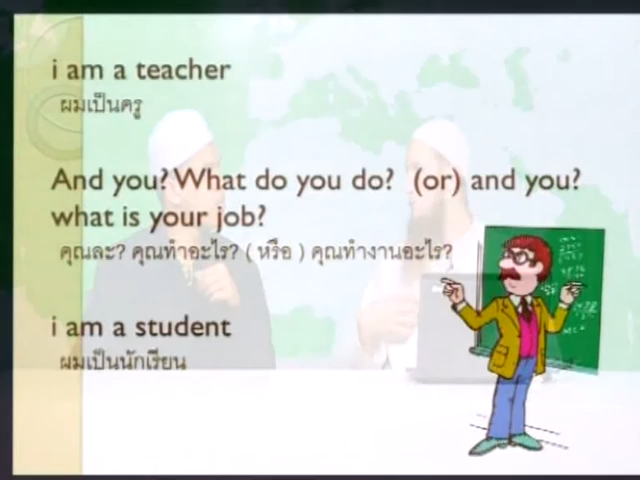 i am a teacher
ผมเป็นครู
And you? What do you do? (or) and you?
what is your job?
คุณละ? คุณทำอะไร? ( หรือ ) คุณทำงานอะไร?
i am a student
ผมเป็นนักเรียน